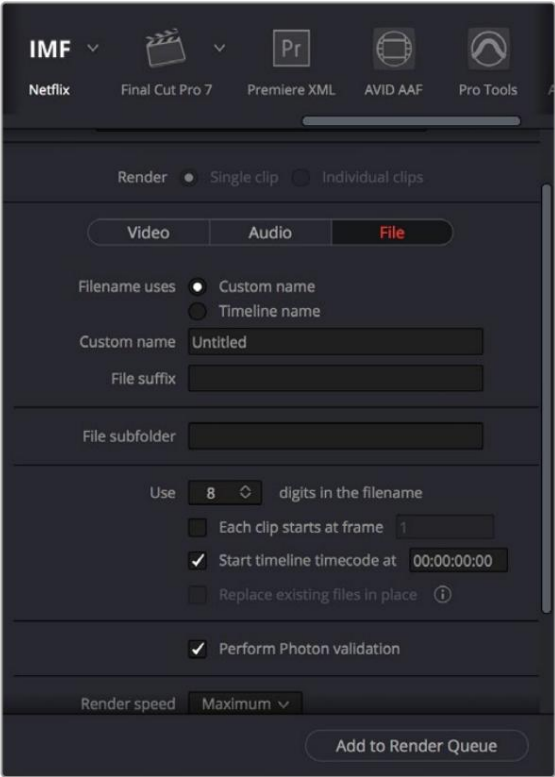 IMF
Pr
Netflix
Final Cut Pro 7
Premiere XML
AVID AAF
Pro Tools
Render
Single clip
Individual clips
Video
Audio
File
Filename uses
Custom name
Timeline name
Custom name
Untitled
File suffix
File subfolder
Use 8 digits in the filename
Each clip starts at frame 1
Start timeline timecode at 00:00:00:00
Replace existing files in place
Perform Photon validation
Render speed Maximum
Add to Render Queue